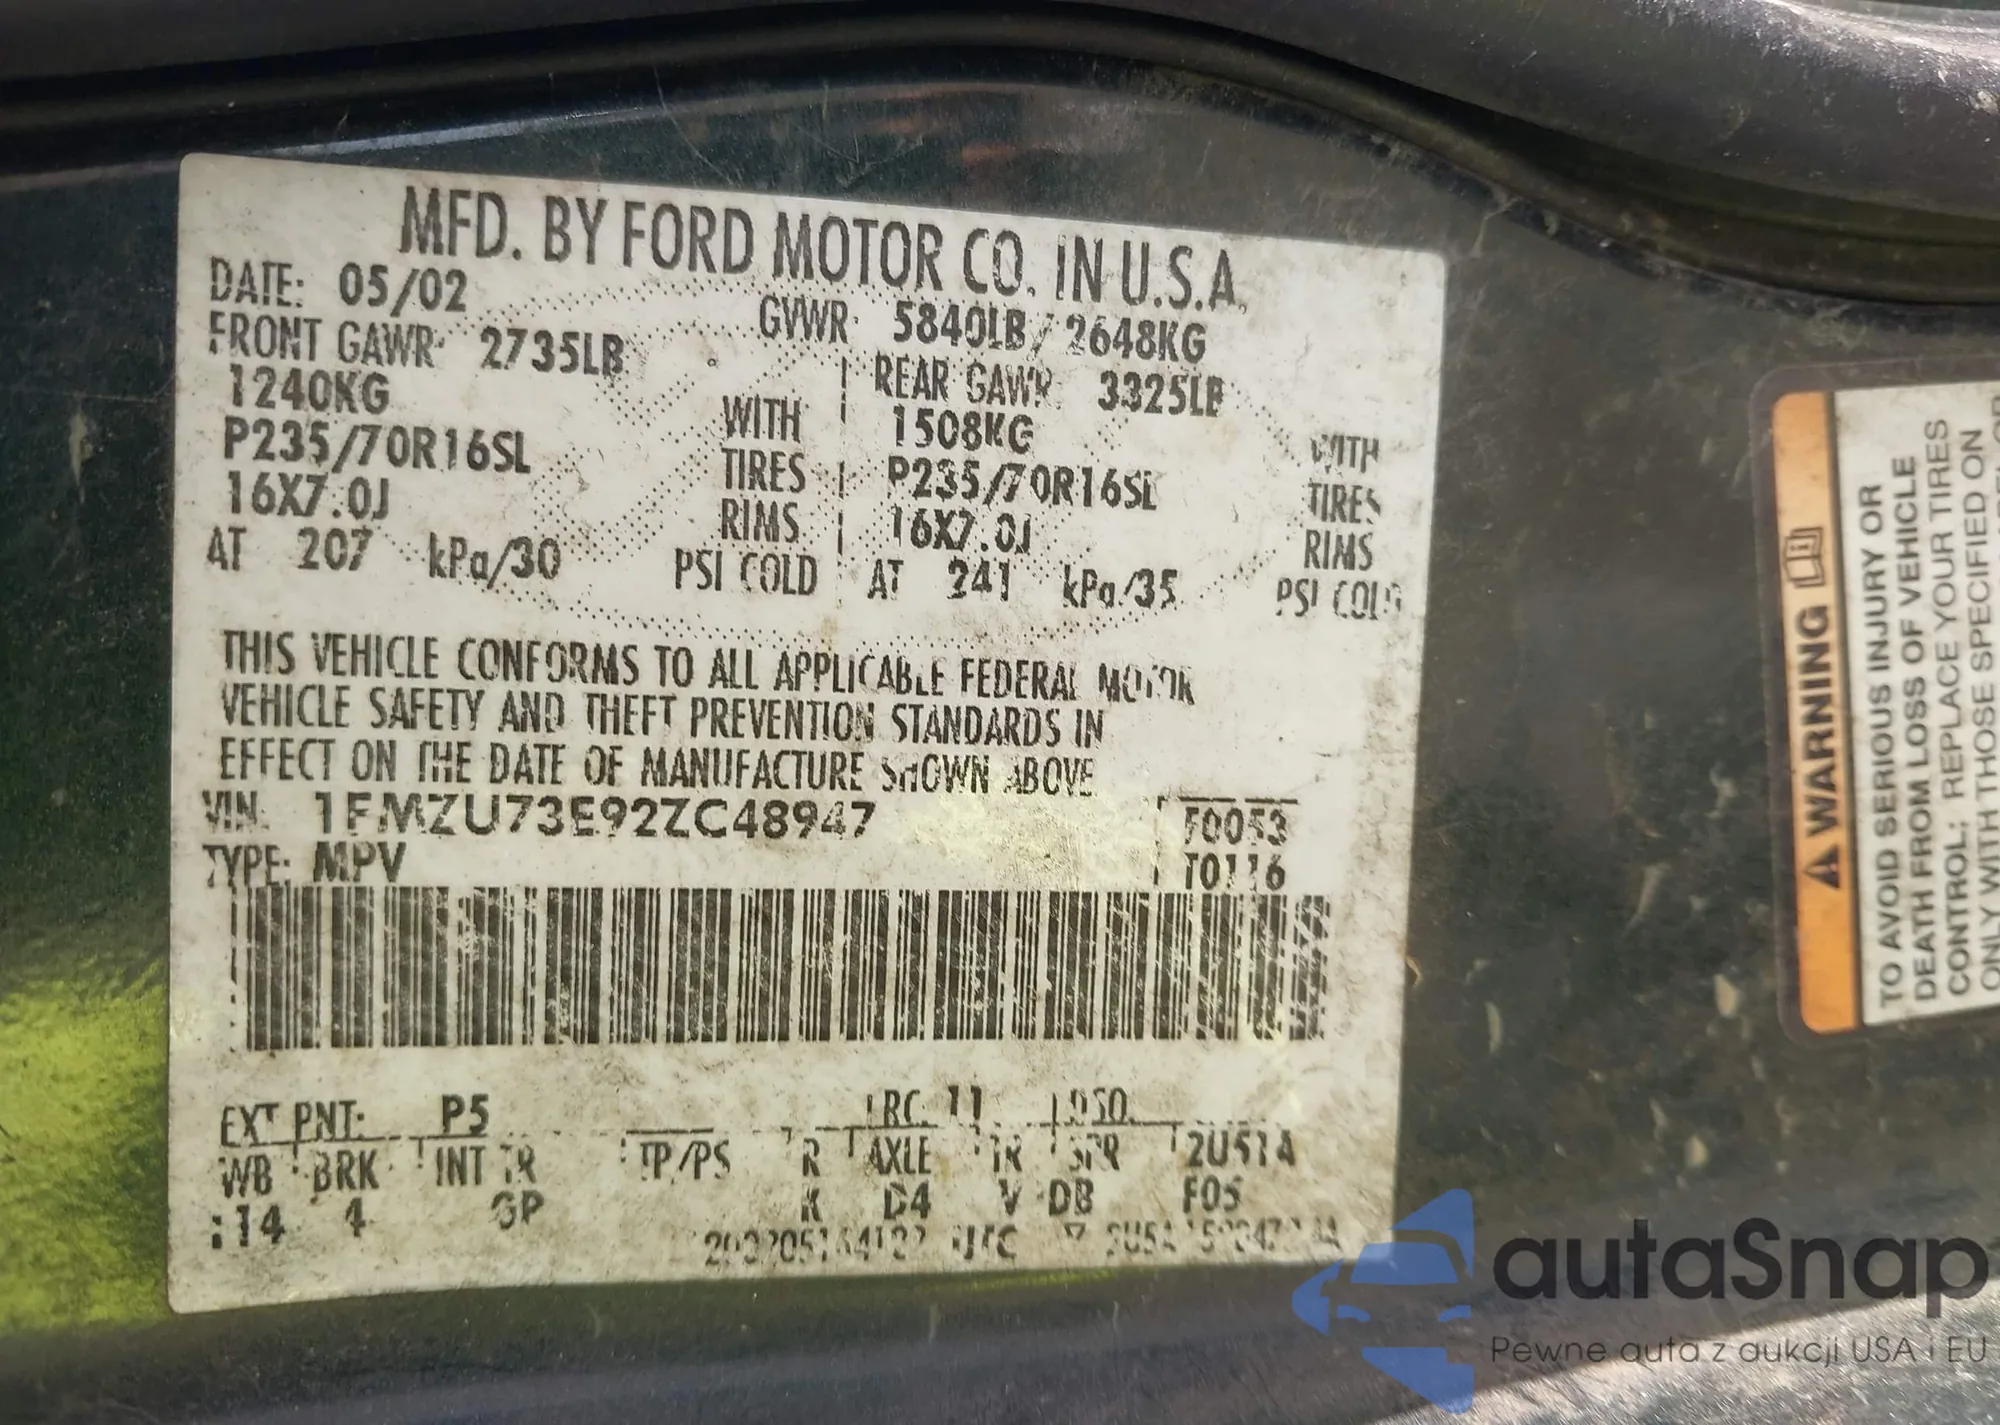 MFD. BY FORD MOTOR CO. IN U.S.A.
DATE: 05/02 GVWR: 5840LB / 2648KG
FRONT GAWR: 2735LB REAR GAWR: 3325LB
1240KG WITH 1508KG WITH
P235/70R16SL TIRES P235/70R16SL TIRES
16X7.0J RIMS 16X7.0J RIMS
AT 207 kPa/30 PSI COLD AT 241 kPa/35 PSI COLD
THIS VEHICLE CONFORMS TO ALL APPLICABLE FEDERAL MOTOR
VEHICLE SAFETY AND THEFT PREVENTION STANDARDS IN
EFFECT ON THE DATE OF MANUFACTURE SHOWN ABOVE
VIN: 1FMZU73E92ZC48947 F0053
TYPE: MPV T0116
EXT PNT: P5 RC: 11 DSO:
WB BRK INT TR TP/PS R AXLE TR SPR 2U51A
114 4 GP K D4 V DB F05
WARNING
TO AVOID SERIOUS INJURY OR
DEATH FROM LOSS OF VEHICLE
CONTROL; REPLACE YOUR TIRES
ONLY WITH THOSE SPECIFIED ON
autaSnap
Pewne auta z aukcji USA i EU